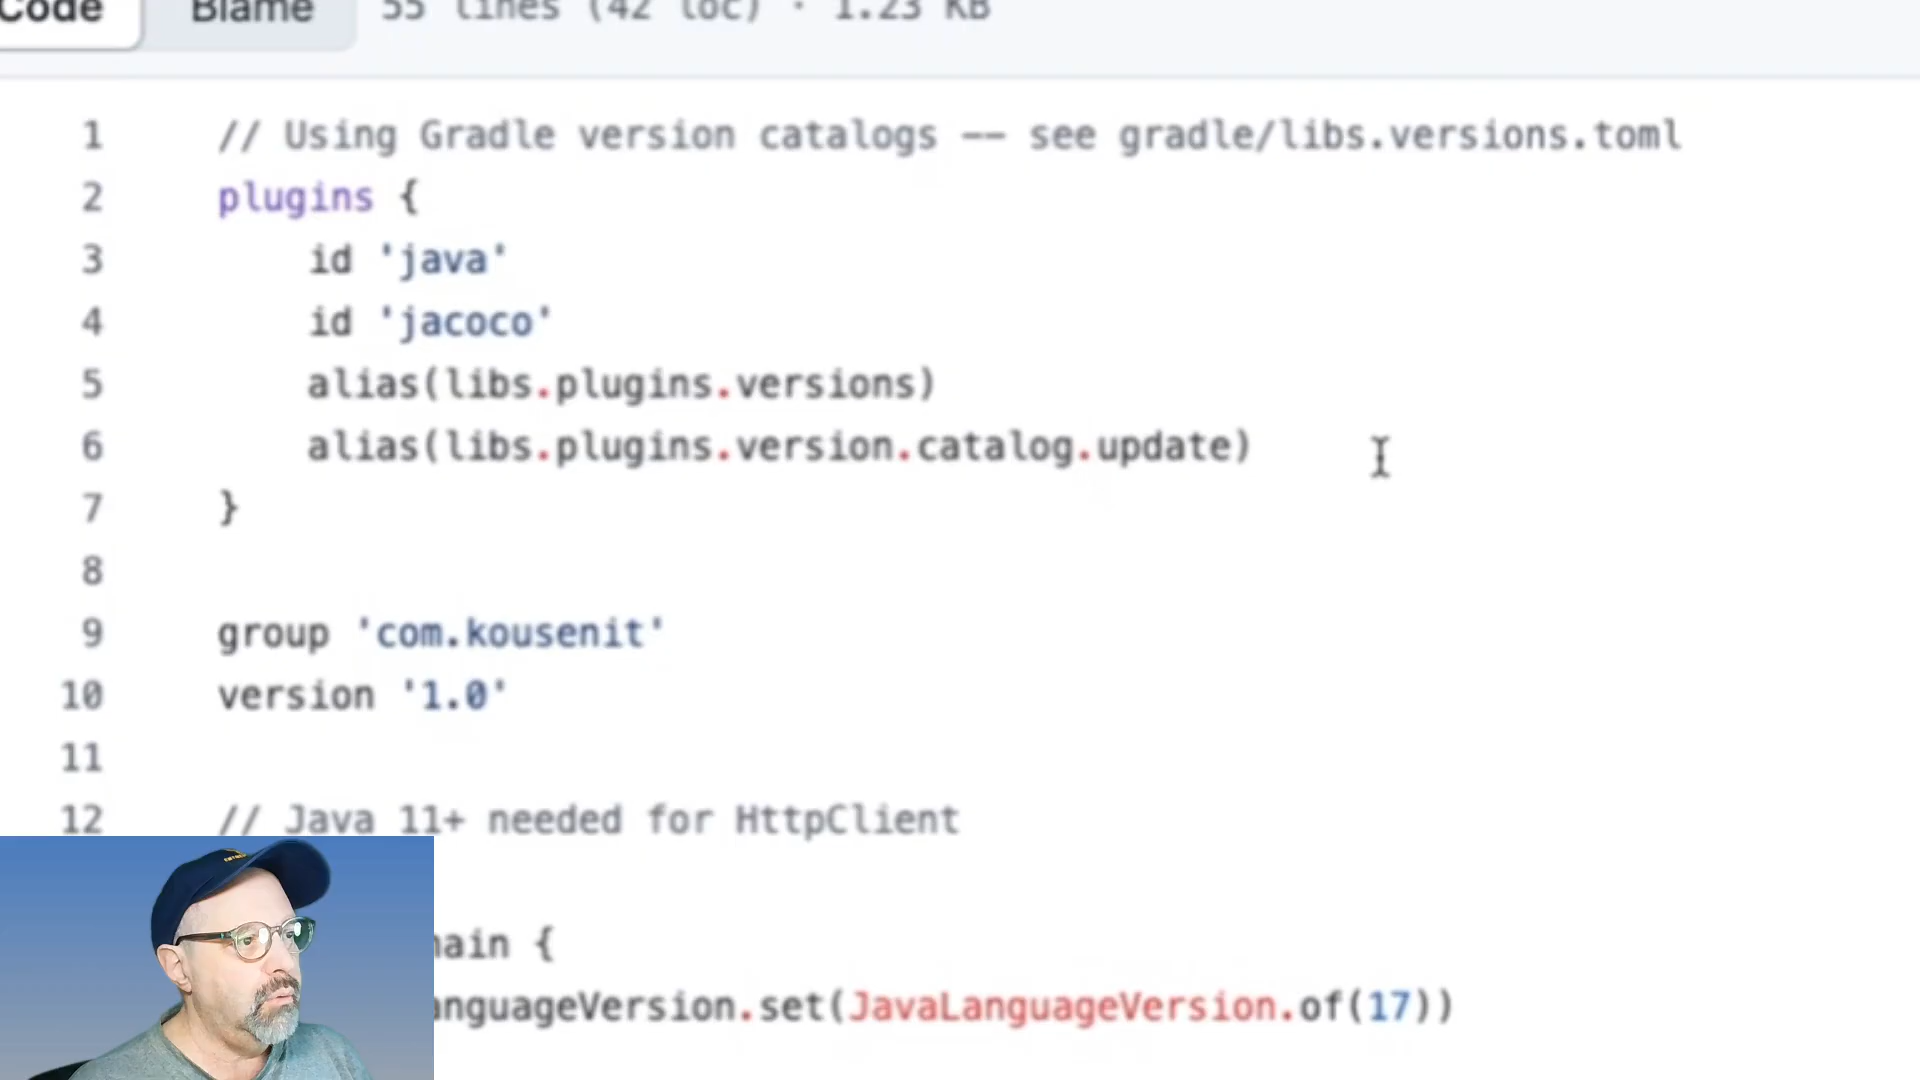 Code Blame 55 lines (42 loc) · 1.23 KB
1 // Using Gradle version catalogs -- see gradle/libs.versions.toml
2 plugins {
3 id 'java'
4 id 'jacoco'
5 alias(libs.plugins.versions)
6 alias(libs.plugins.version.catalog.update)
7 }
8
9 group 'com.kousenit'
10 version '1.0'
11
12 // Java 11+ needed for HttpClient
hain {
anguageVersion.set(JavaLanguageVersion.of(17))